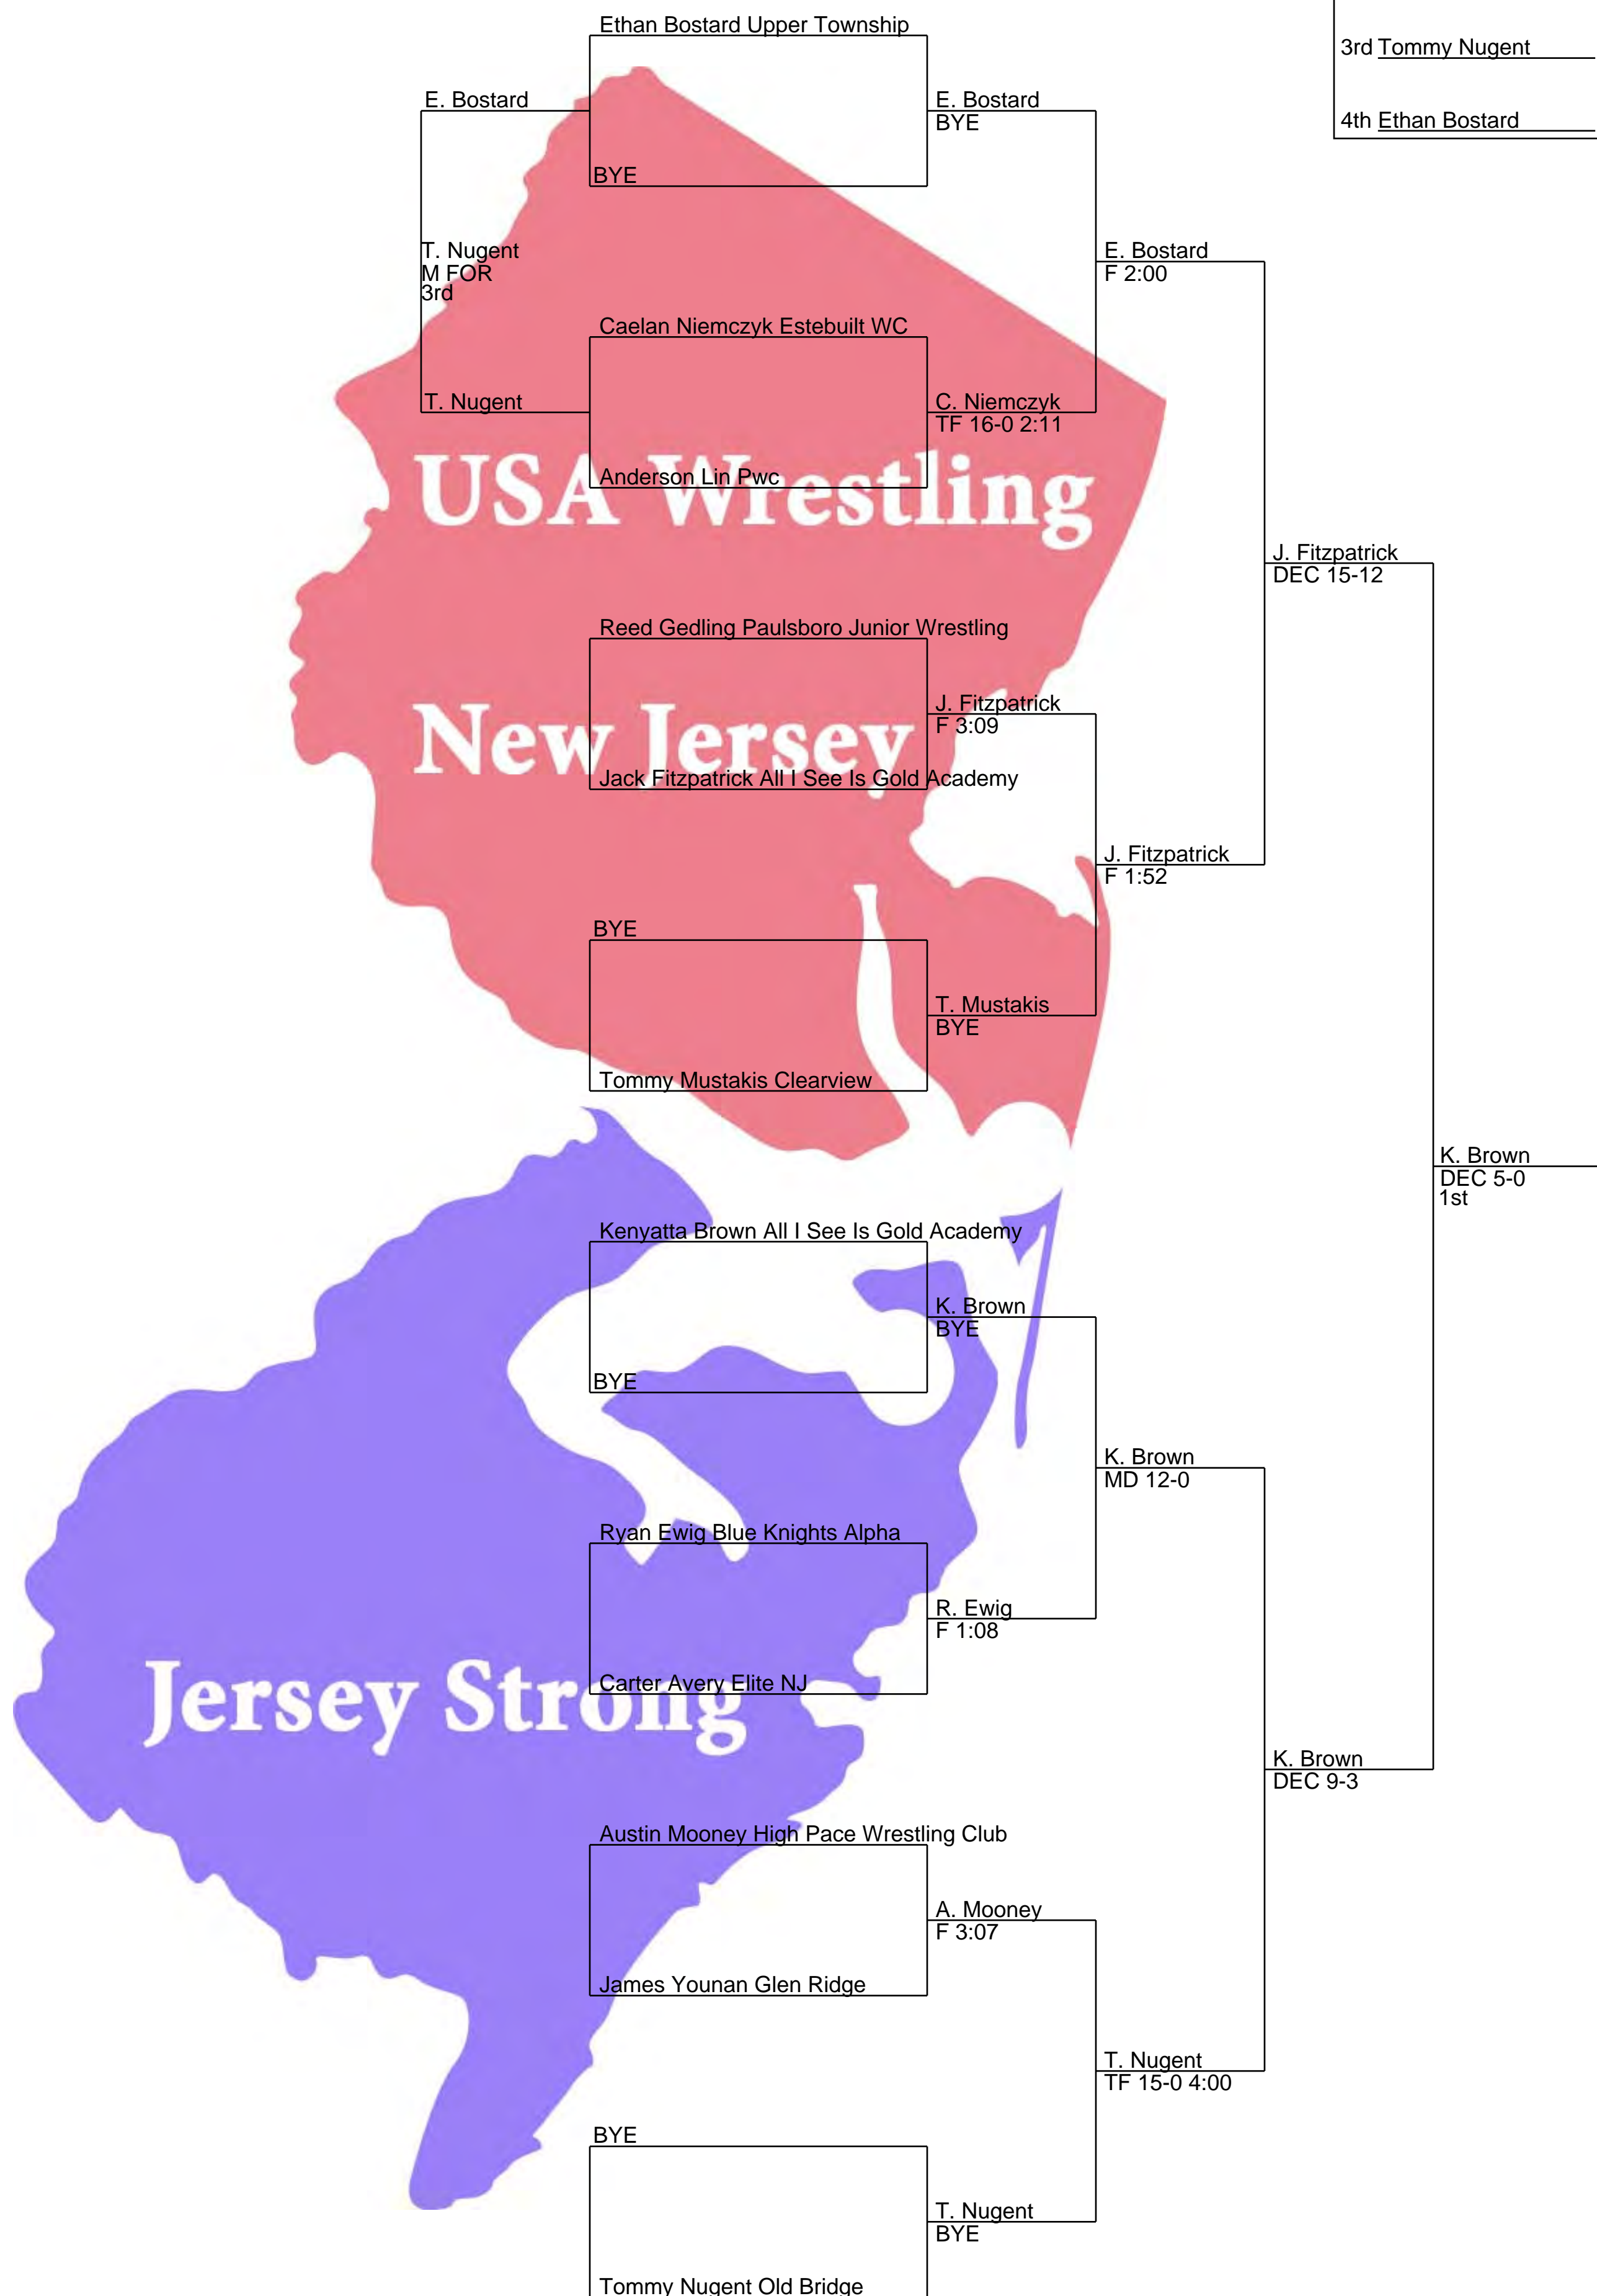 Ethan Bostard Upper Township
3rd Tommy Nugent
E. Bostard
E. Bostard
BYE
4th Ethan Bostard
BYE
T. Nugent
M FOR
3rd
E. Bostard
F 2:00
Caelan Niemczyk Estebuilt WC
T. Nugent
C. Niemczyk
TF 16-0 2:11
Anderson Lin Pwc
USA Wrestling
J. Fitzpatrick
DEC 15-12
Reed Gedling Paulsboro Junior Wrestling
J. Fitzpatrick
F 3:09
New Jersey
Jack Fitzpatrick All I See Is Gold Academy
J. Fitzpatrick
F 1:52
BYE
T. Mustakis
BYE
Tommy Mustakis Clearview
K. Brown
DEC 5-0
1st
Kenyatta Brown All I See Is Gold Academy
K. Brown
BYE
BYE
K. Brown
MD 12-0
Ryan Ewig Blue Knights Alpha
R. Ewig
F 1:08
Carter Avery Elite NJ
Jersey Strong
K. Brown
DEC 9-3
Austin Mooney High Pace Wrestling Club
A. Mooney
F 3:07
James Younan Glen Ridge
T. Nugent
TF 15-0 4:00
BYE
T. Nugent
BYE
Tommy Nugent Old Bridge